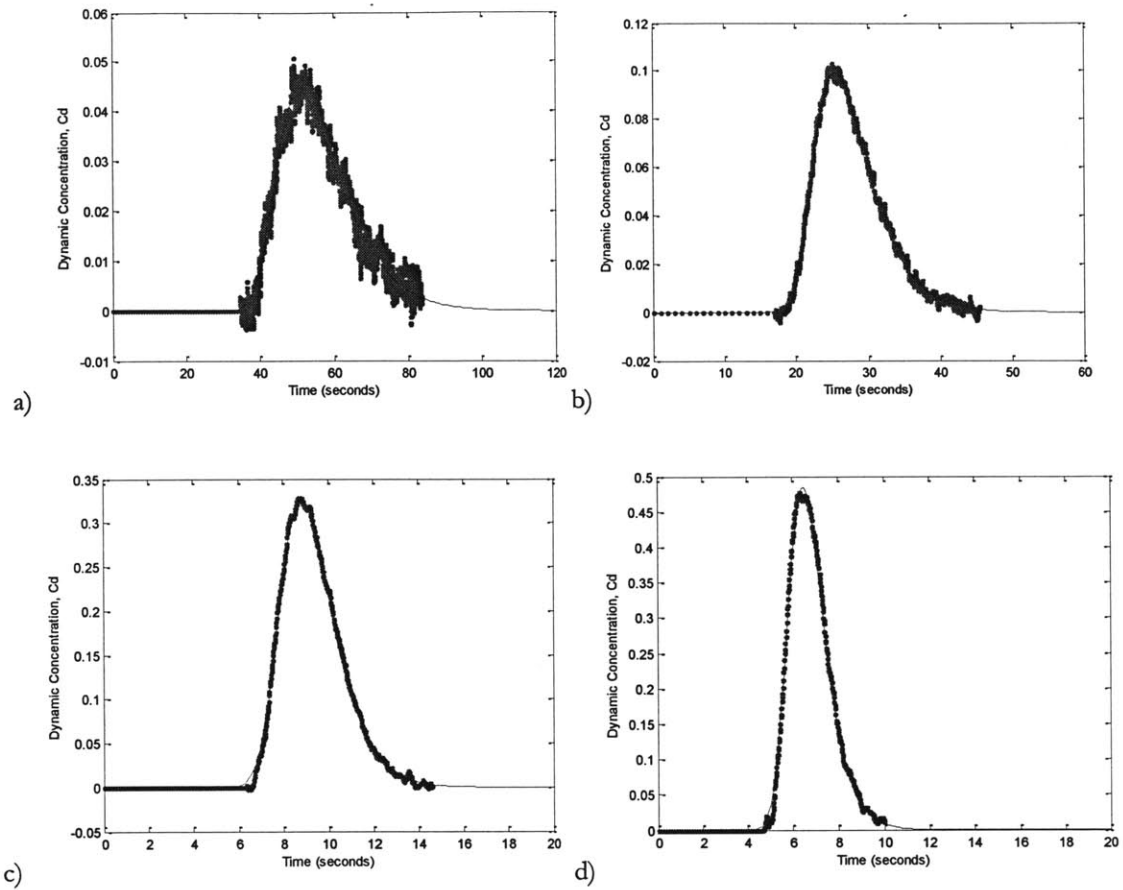 0.06
0.05
0.04
0.03
0.02
0.01
0
-0.01
Dynamic Concentration, Cd
0 20 40 60 80 100 120
Time (seconds)
a)
0.12
0.1
0.08
0.06
0.04
0.02
0
-0.02
Dynamic Concentration, Cd
0 10 20 30 40 50 60
Time (seconds)
b)
0.35
0.3
0.25
0.2
0.15
0.1
0.05
0
-0.05
Dynamic Concentration, Cd
0 2 4 6 8 10 12 14 16 18 20
Time (seconds)
c)
0.5
0.45
0.4
0.35
0.3
0.25
0.2
0.15
0.1
0.05
0
Dynamic Concentration, Cd
0 2 4 6 8 10 12 14 16 18 20
Time (seconds)
d)